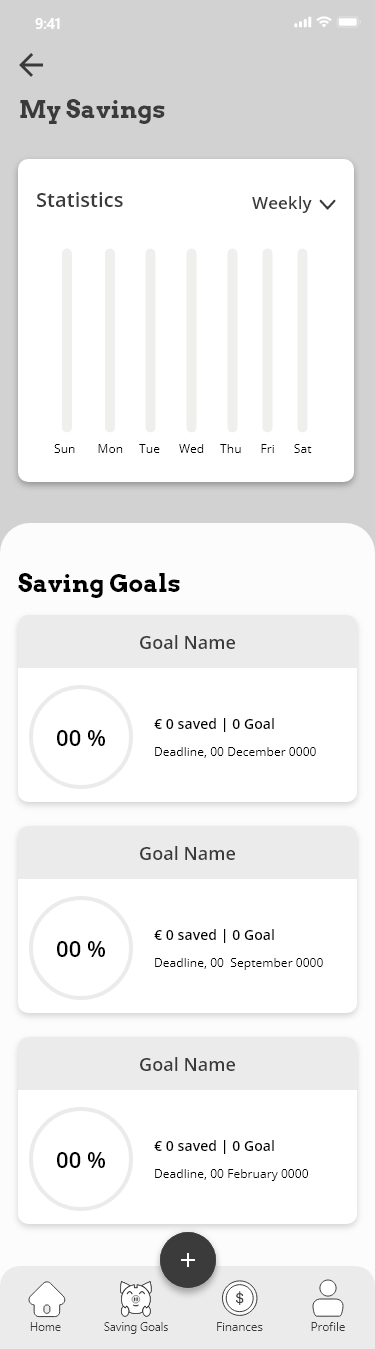 9:41
My Savings
Statistics
Weekly
Sun Mon Tue Wed Thu Fri Sat
Saving Goals
Goal Name
00 %
€ 0 saved | 0 Goal
Deadline, 00 December 0000
Goal Name
00 %
€ 0 saved | 0 Goal
Deadline, 00  September 0000
Goal Name
00 %
€ 0 saved | 0 Goal
Deadline, 00 February 0000
+
$
Home Saving Goals Finances Profile